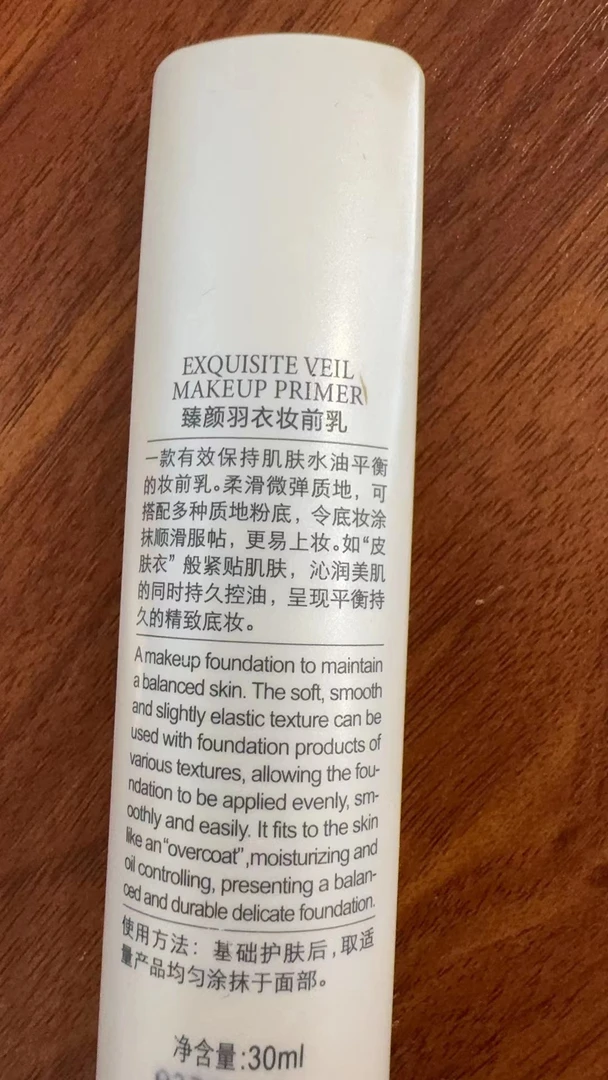 EXQUISITE VEIL
MAKEUP PRIMER
臻颜羽衣妆前乳
一款有效保持肌肤水油平衡
的妆前乳。柔滑微弹质地，可
搭配多种质地粉底，令底妆涂
抹顺滑服帖，更易上妆。如“皮
肤衣”般紧贴肌肤，沁润美肌
的同时持久控油，呈现平衡持
久的精致底妆。
A makeup foundation to maintain
a balanced skin. The soft, smooth
and slightly elastic texture can be
used with foundation products of
various textures, allowing the fou-
ndation to be applied evenly, sm-
oothly and easily. It fits to the skin
like an“overcoat”,moisturizing and
oil controlling, presenting a balan-
ced and durable delicate foundation.
使用方法：基础护肤后,取适
量产品均匀涂抹于面部。
净含量:30ml